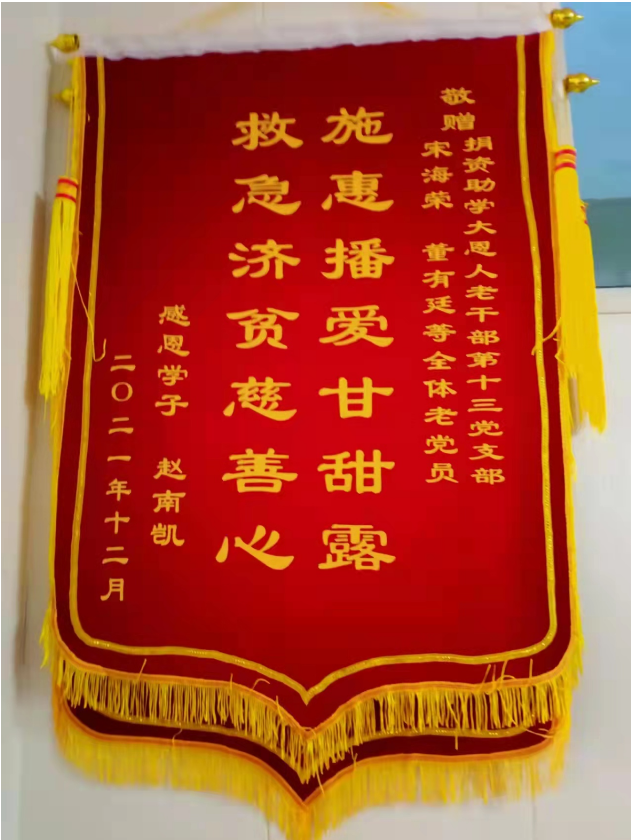 敬赠
捐资助学大恩人老干部第十三党支部
宋海荣 董有廷等全体老党员
施惠播爱甘甜露
救急济贫慈善心
感恩学子 赵南凯
二〇二一年十二月